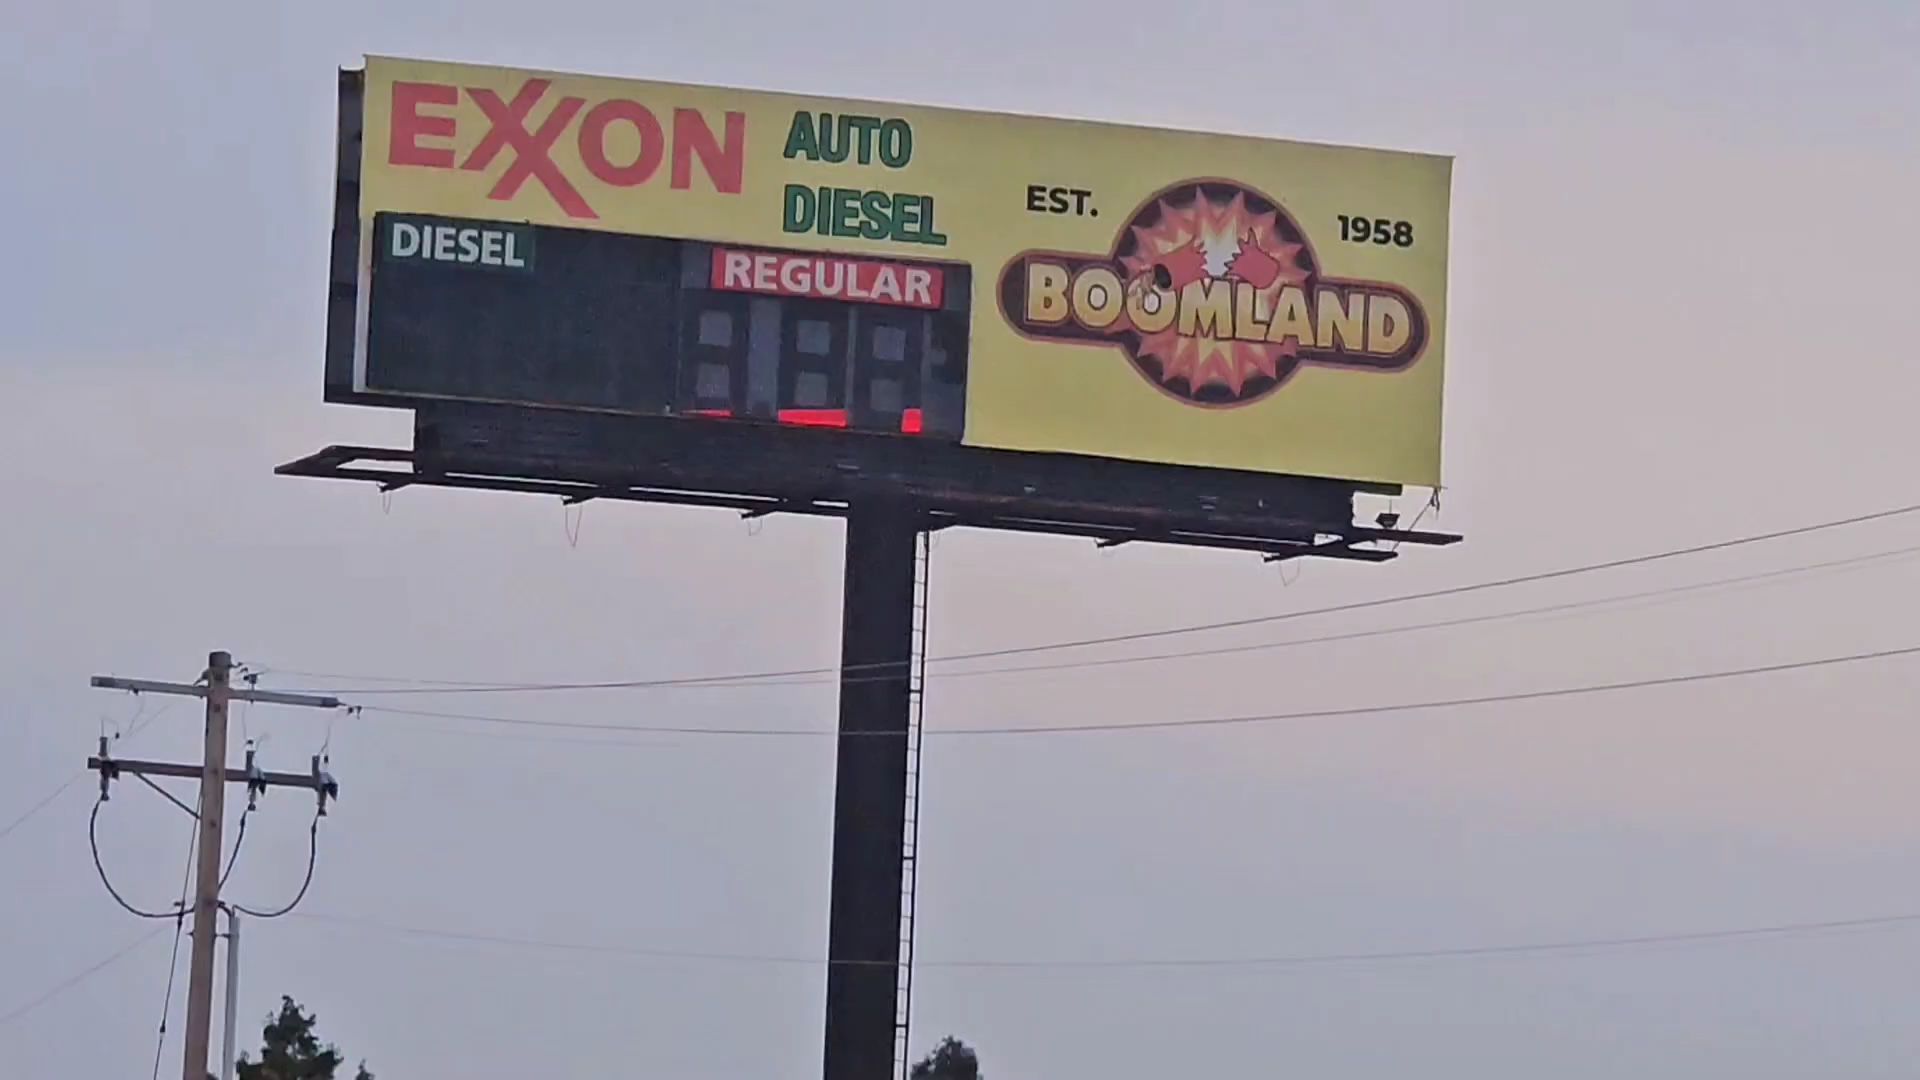 EXXON
AUTO
DIESEL
DIESEL
REGULAR
EST.
1958
BOOMLAND